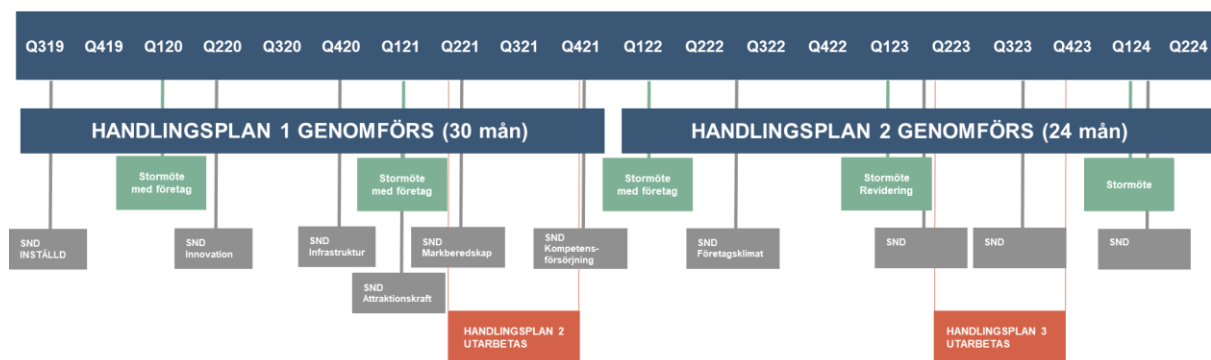 Q319 Q419 Q120 Q220 Q320 Q420 Q121 Q221 Q321 Q421 Q122 Q222 Q322 Q422 Q123 Q223 Q323 Q423 Q124 Q224
HANDLINGSPLAN 1 GENOMFÖRS (30 mån)
HANDLINGSPLAN 2 GENOMFÖRS (24 mån)
Stormöte
med företag
Stormöte
med företag
Stormöte
med företag
Stormöte
Revidering
Stormöte
SND
INSTÄLLD
SND
Innovation
SND
Infrastruktur
SND
Markberedskap
SND
Kompetens-
försörjning
SND
Företagsklimat
SND
SND
SND
SND
Attraktionskraft
HANDLINGSPLAN 2
UTARBETAS
HANDLINGSPLAN 3
UTARBETAS